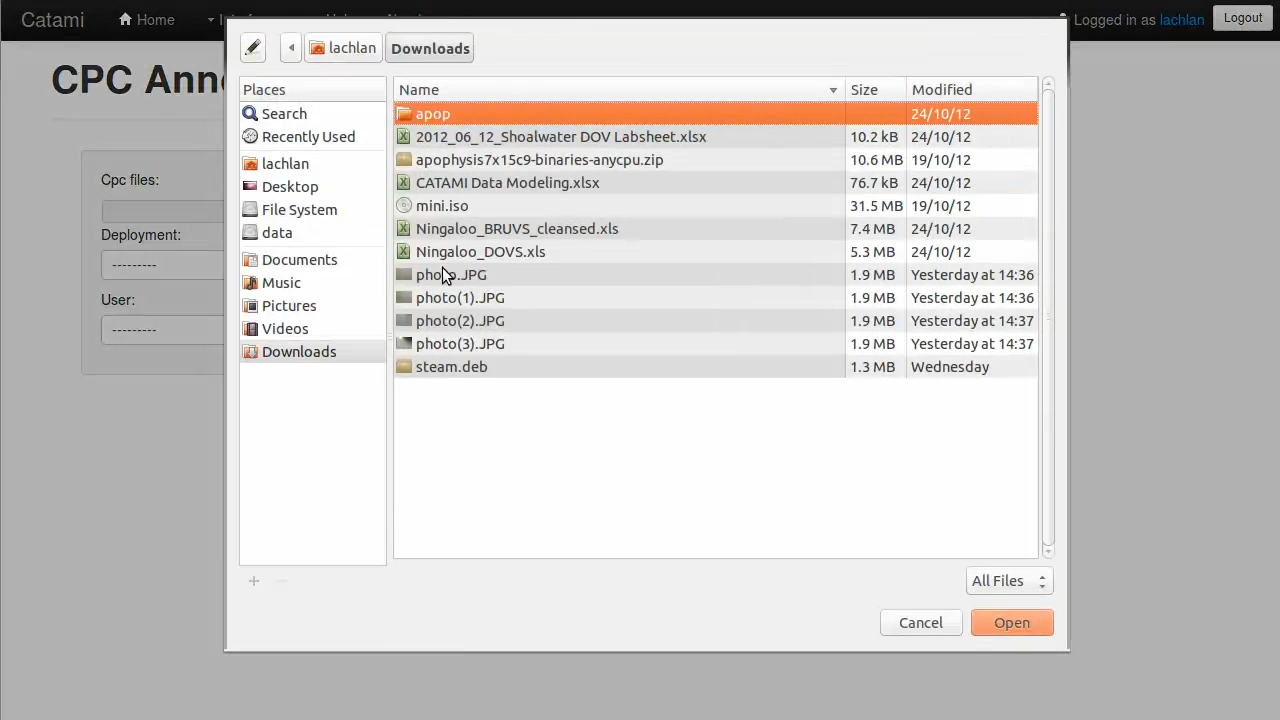 Catami Home Logged in as lachlan Logout
CPC Ann
Cpc files:
Deployment:
---------
User:
---------
lachlan Downloads
Places
Search
Recently Used
lachlan
Desktop
File System
data
Documents
Music
Pictures
Videos
Downloads
Name Size Modified
apop 24/10/12
2012_06_12_Shoalwater DOV Labsheet.xlsx 10.2 kB 24/10/12
apophysis7x15c9-binaries-anycpu.zip 10.6 MB 19/10/12
CATAMI Data Modeling.xlsx 76.7 kB 24/10/12
mini.iso 31.5 MB 19/10/12
Ningaloo_BRUVS_cleansed.xls 7.4 MB 24/10/12
Ningaloo_DOVS.xls 5.3 MB 24/10/12
photo.JPG 1.9 MB Yesterday at 14:36
photo(1).JPG 1.9 MB Yesterday at 14:36
photo(2).JPG 1.9 MB Yesterday at 14:37
photo(3).JPG 1.9 MB Yesterday at 14:37
steam.deb 1.3 MB Wednesday
All Files
Cancel Open